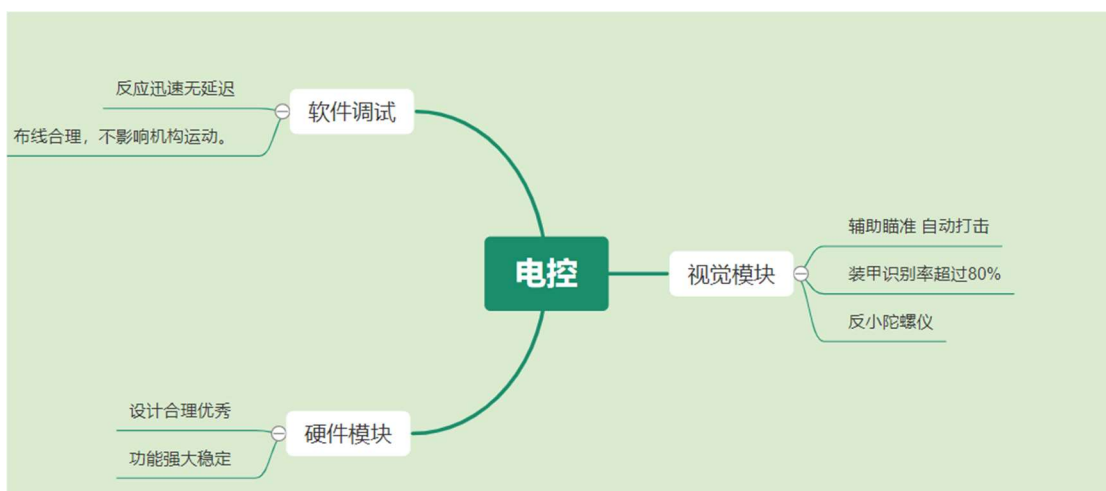 反应迅速无延迟
软件调试
布线合理，不影响机构运动。
电控
视觉模块
辅助瞄准 自动打击
装甲识别率超过80%
反小陀螺仪
设计合理优秀
硬件模块
功能强大稳定